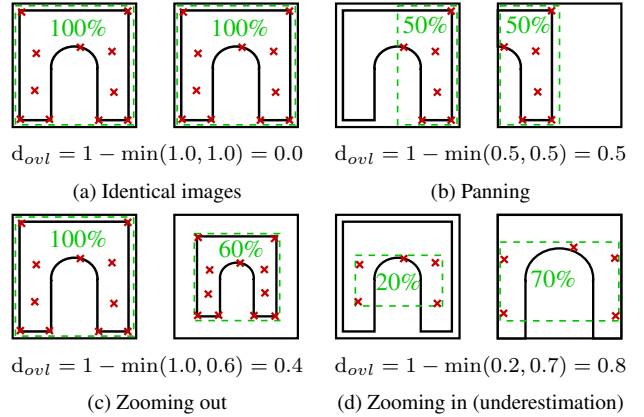 100% 100% 50% 50%
d_ovl = 1 − min(1.0, 1.0) = 0.0 d_ovl = 1 − min(0.5, 0.5) = 0.5
(a) Identical images (b) Panning
100% 60% 20% 70%
d_ovl = 1 − min(1.0, 0.6) = 0.4 d_ovl = 1 − min(0.2, 0.7) = 0.8
(c) Zooming out (d) Zooming in (underestimation)